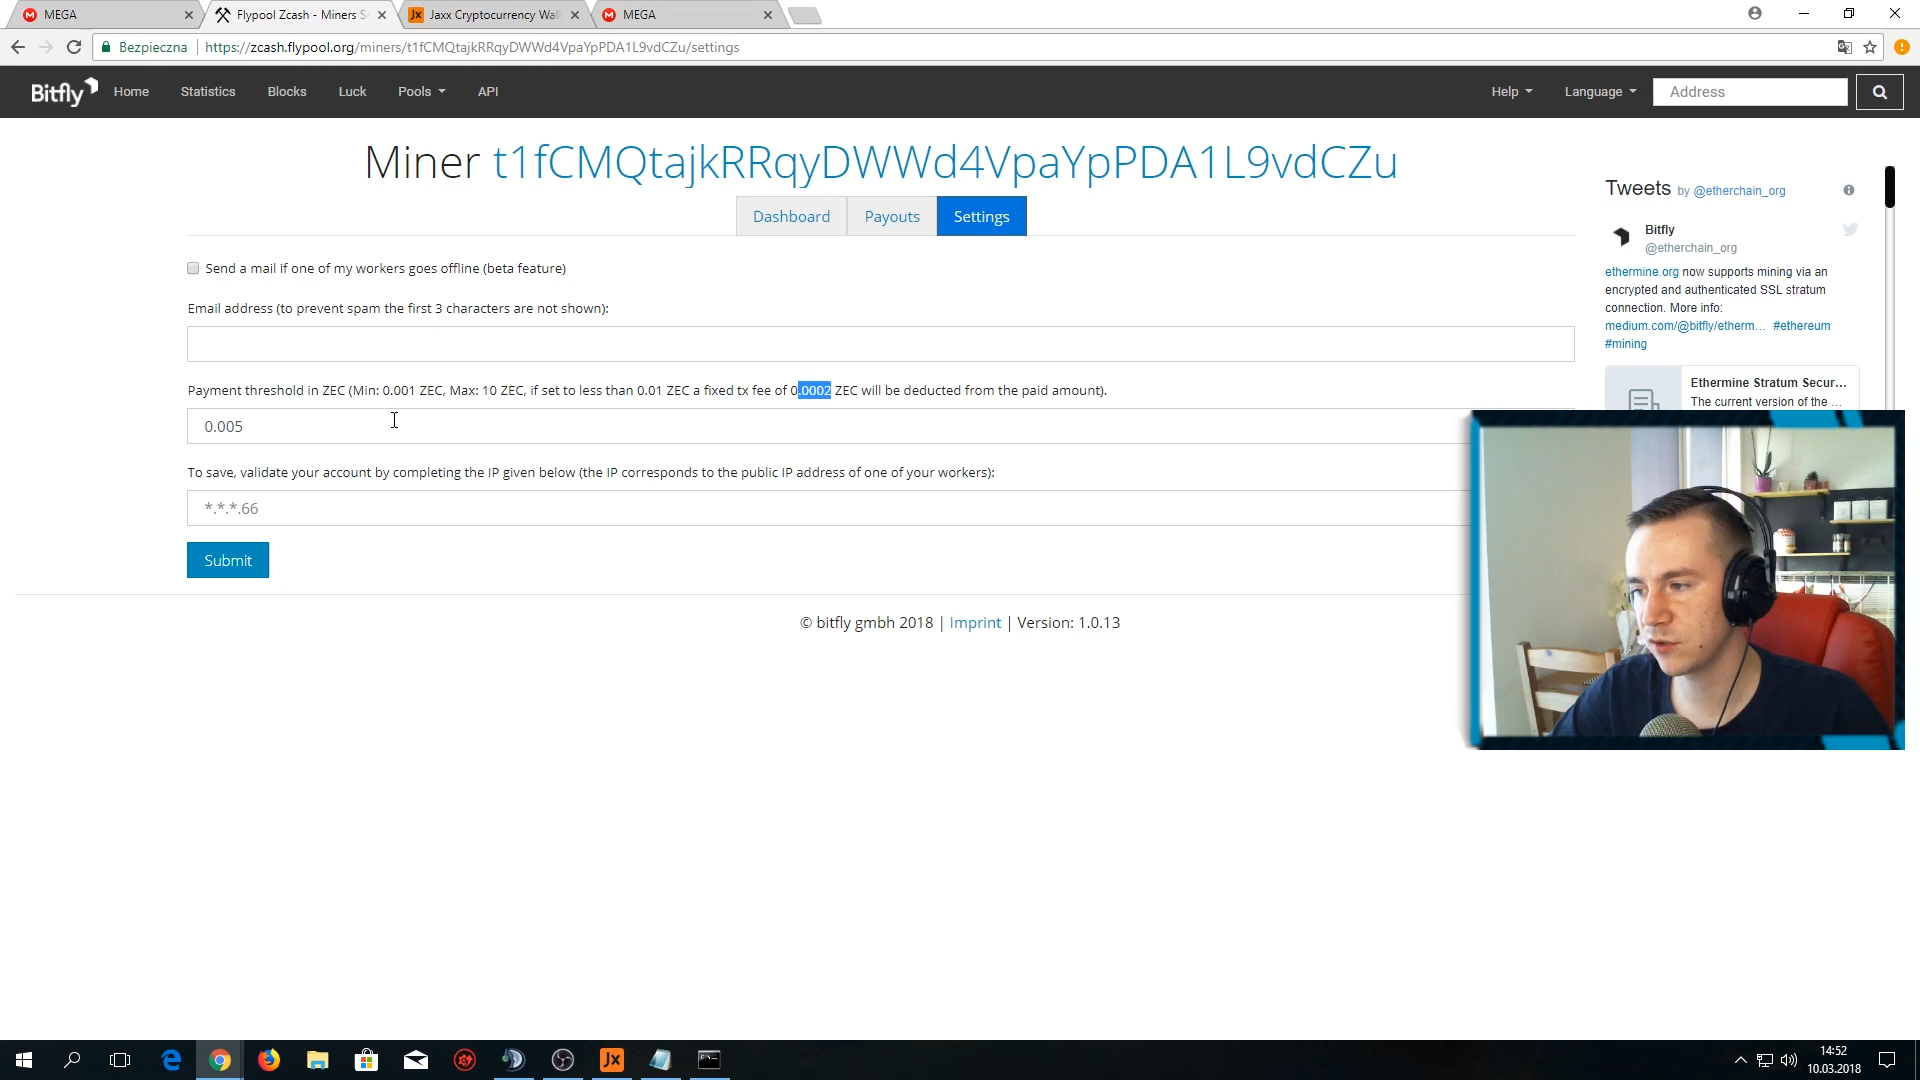 MEGA
Flypool Zcash - Miners S
Jaxx Cryptocurrency Wal
MEGA
Bezpieczna
https://zcash.flypool.org/miners/t1fCMQtajkRRqyDWWd4VpaYpPDA1L9vdCZu/settings
Bitfly
Home
Statistics
Blocks
Luck
Pools
API
Help
Language
Address
Miner t1fCMQtajkRRqyDWWd4VpaYpPDA1L9vdCZu
Dashboard
Payouts
Settings
Send a mail if one of my workers goes offline (beta feature)
Email address (to prevent spam the first 3 characters are not shown):
Payment threshold in ZEC (Min: 0.001 ZEC, Max: 10 ZEC, if set to less than 0.01 ZEC a fixed tx fee of 0.0002 ZEC will be deducted from the paid amount).
0.005
To save, validate your account by completing the IP given below (the IP corresponds to the public IP address of one of your workers):
*.*.*.66
Submit
© bitfly gmbh 2018 | Imprint | Version: 1.0.13
Tweets by @etherchain_org
Bitfly
@etherchain_org
ethermine.org now supports mining via an
encrypted and authenticated SSL stratum
connection. More info:
medium.com/@bitfly/etherm… #ethereum
#mining
Ethermine Stratum Secur...
The current version of the ...
Jx
14:52
10.03.2018